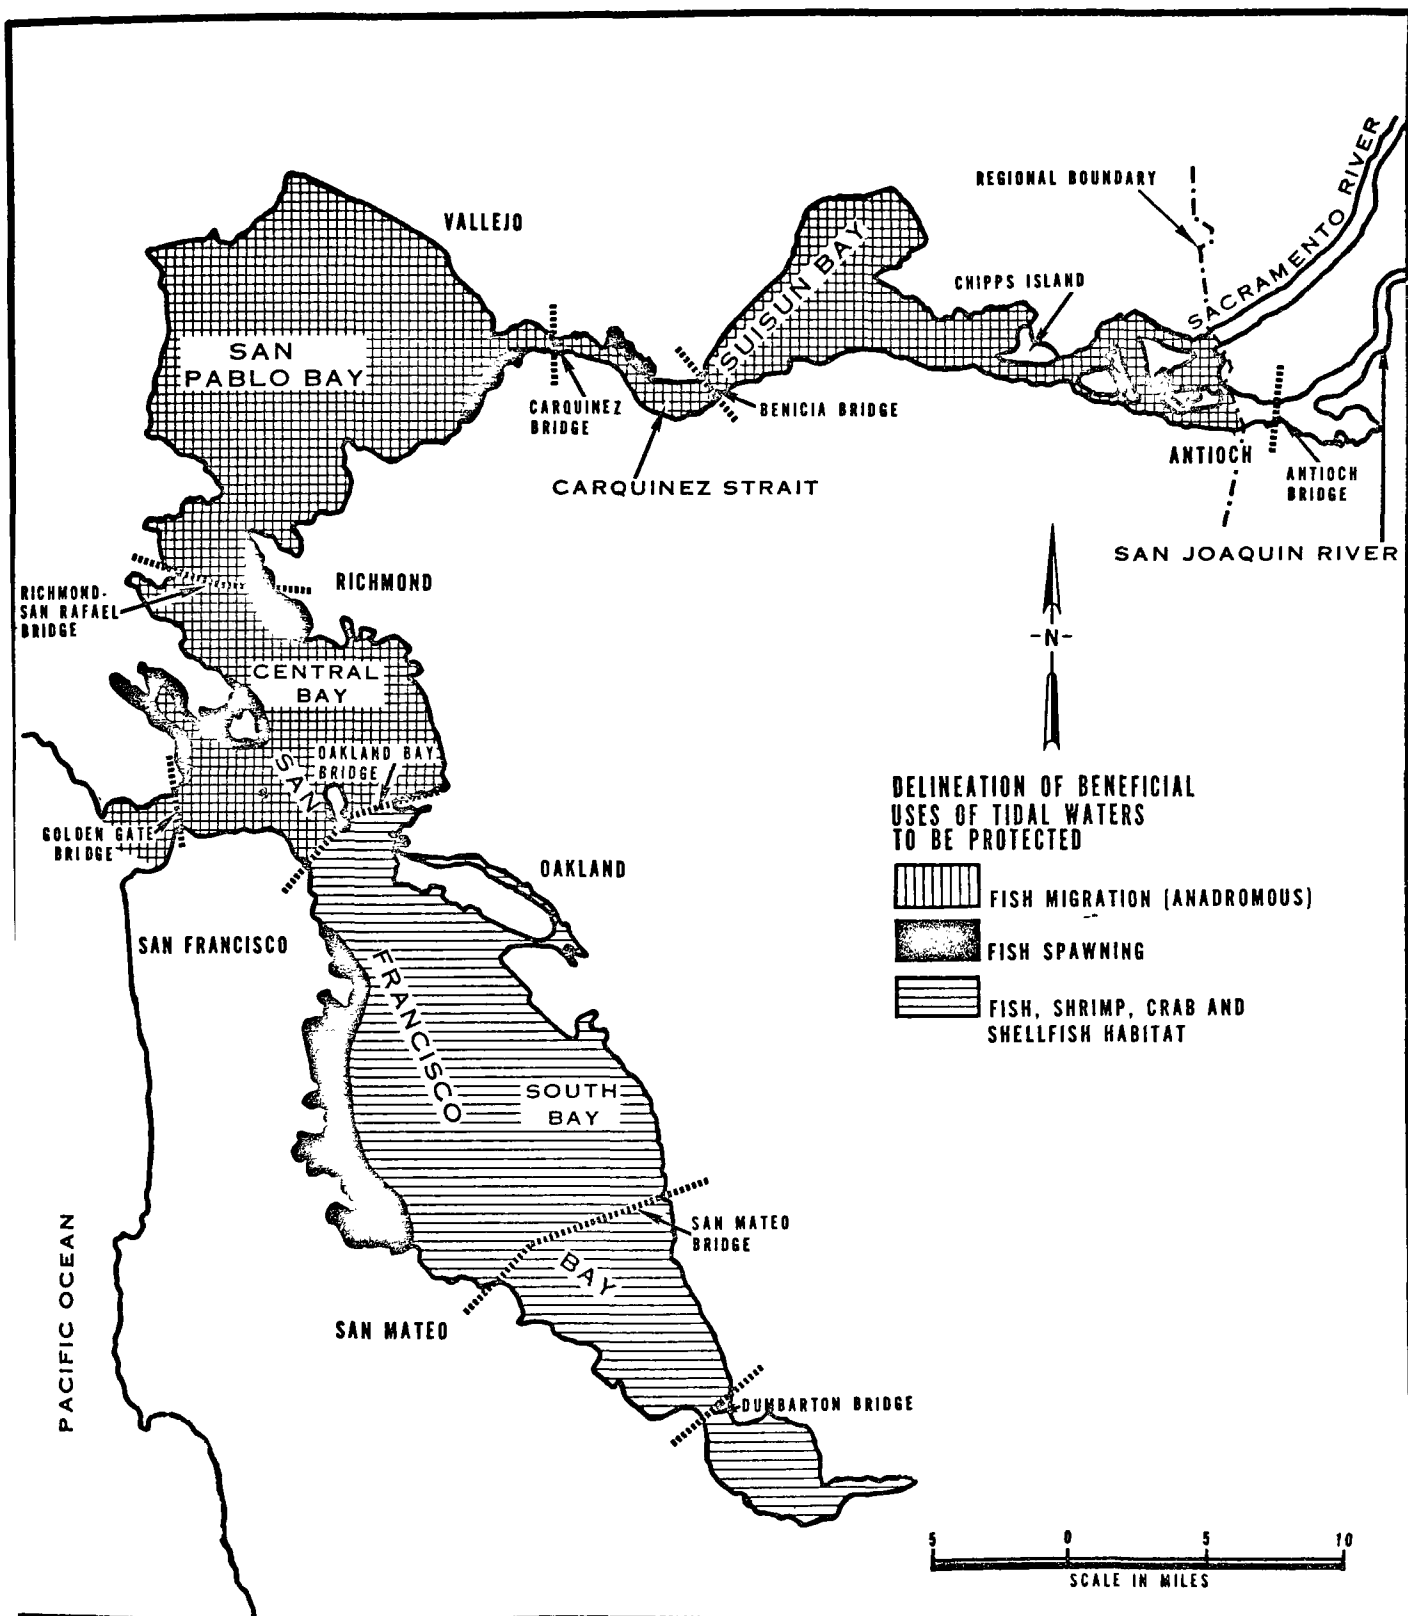 VALLEJO
REGIONAL BOUNDARY
SACRAMENTO RIVER
SUISUN BAY
CHIPPS ISLAND
SAN
PABLO BAY
CARQUINEZ
BRIDGE
BENICIA BRIDGE
CARQUINEZ STRAIT
ANTIOCH
ANTIOCH
BRIDGE
SAN JOAQUIN RIVER
RICHMOND-
SAN RAFAEL
BRIDGE
RICHMOND
-N-
CENTRAL
BAY
OAKLAND BAY
BRIDGE
GOLDEN GATE
BRIDGE
OAKLAND
SAN FRANCISCO
SAN
FRANCISCO
BAY
SOUTH
BAY
SAN MATEO
BRIDGE
SAN MATEO
DUMBARTON BRIDGE
PACIFIC OCEAN
DELINEATION OF BENEFICIAL
USES OF TIDAL WATERS
TO BE PROTECTED
FISH MIGRATION (ANADROMOUS)
FISH SPAWNING
FISH, SHRIMP, CRAB AND
SHELLFISH HABITAT
5 0 5 10
SCALE IN MILES